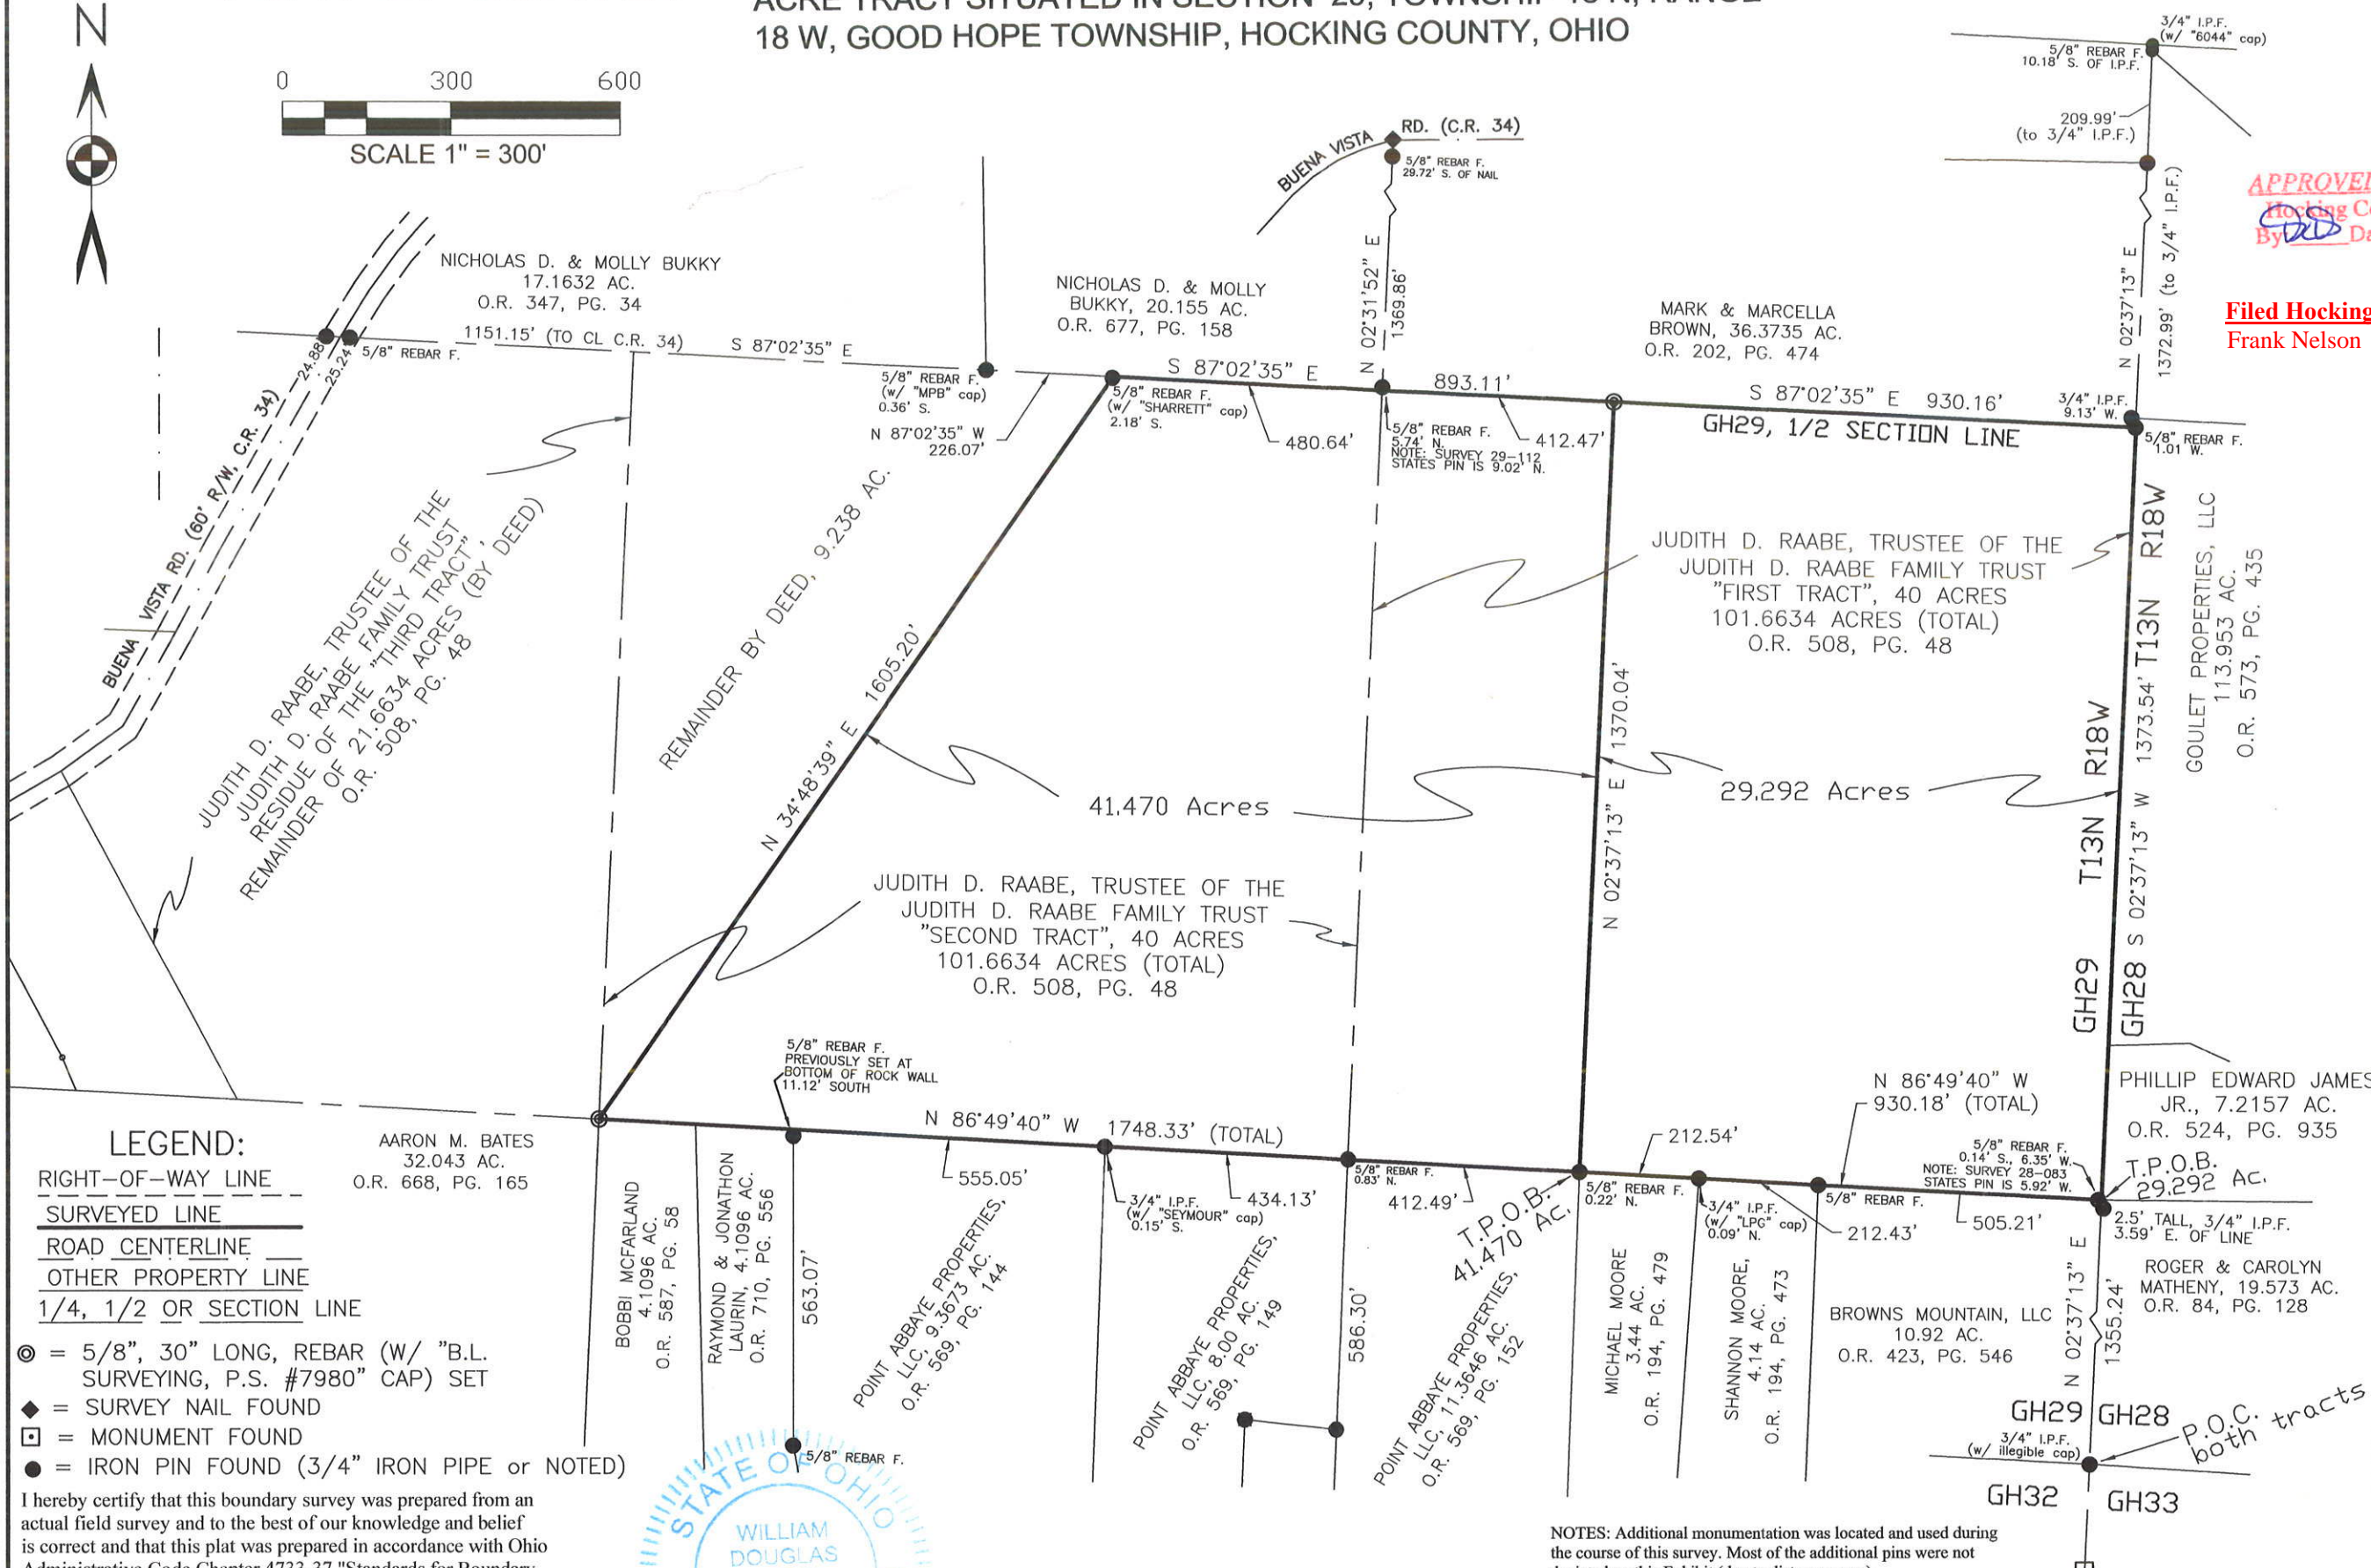 ACRE TRACT SITUATED IN SECTION 29, TOWNSHIP 13 N, RANGE
18 W, GOOD HOPE TOWNSHIP, HOCKING COUNTY, OHIO
N
0 300 600
SCALE 1" = 300'
3/4" I.P.F.
(w/ "6044" cap)
5/8" REBAR F.
10.18' S. OF I.P.F.
209.99'
(to 3/4" I.P.F.)
BUENA VISTA RD. (C.R. 34)
5/8" REBAR F.
29.72' S. OF NAIL
N 02°31'52" E
1369.86'
N 02°37'13" E
1372.99' (to 3/4" I.P.F.)
APPROVED
Hocking
By Da
Filed Hocking
Frank Nelson
NICHOLAS D. & MOLLY BUKKY
17.1632 AC.
O.R. 347, PG. 34
NICHOLAS D. & MOLLY
BUKKY, 20.155 AC.
O.R. 677, PG. 158
MARK & MARCELLA
BROWN, 36.3735 AC.
O.R. 202, PG. 474
24.88'
25.24'
5/8" REBAR F.
1151.15' (TO CL C.R. 34)
S 87°02'35" E
5/8" REBAR F.
(w/ "MPB" cap)
0.36' S.
N 87°02'35" W
226.07'
5/8" REBAR F.
(w/ "SHARRETT" cap)
2.18' S.
S 87°02'35" E
893.11'
480.64'
5/8" REBAR F.
5.74' N.
NOTE: SURVEY 29-112
STATES PIN IS 9.02' N.
412.47'
S 87°02'35" E 930.16'
GH29, 1/2 SECTION LINE
3/4" I.P.F.
9.13' W.
5/8" REBAR F.
1.01 W.
BUENA VISTA RD. (60' R/W, C.R. 34)
JUDITH D. RAABE, TRUSTEE OF THE
JUDITH D. RAABE FAMILY TRUST
RESIDUE OF THE "THIRD TRACT",
REMAINDER OF 21.6634 ACRES (BY DEED)
O.R. 508, PG. 48
REMAINDER BY DEED, 9.238 AC.
N 34°48'39" E 1605.20'
JUDITH D. RAABE, TRUSTEE OF THE
JUDITH D. RAABE FAMILY TRUST
"FIRST TRACT", 40 ACRES
101.6634 ACRES (TOTAL)
O.R. 508, PG. 48
41.470 Acres
N 02°37'13" E 1370.04'
29.292 Acres
GH29 T13N R18W
GH28 S 02°37'13" W 1373.54' T13N R18W
GOULET PROPERTIES, LLC
113.953 AC.
O.R. 573, PG. 435
JUDITH D. RAABE, TRUSTEE OF THE
JUDITH D. RAABE FAMILY TRUST
"SECOND TRACT", 40 ACRES
101.6634 ACRES (TOTAL)
O.R. 508, PG. 48
5/8" REBAR F.
PREVIOUSLY SET AT
BOTTOM OF ROCK WALL
11.12' SOUTH
N 86°49'40" W 1748.33' (TOTAL)
555.05'
3/4" I.P.F.
(w/ "SEYMOUR" cap)
0.15' S.
434.13'
5/8" REBAR F.
0.83' N.
412.49'
T.P.O.B.
41.470 Ac.
5/8" REBAR F.
0.22' N.
212.54'
3/4" I.P.F.
(w/ "LPG" cap)
0.09' N.
212.43'
5/8" REBAR F.
N 86°49'40" W
930.18' (TOTAL)
505.21'
5/8" REBAR F.
0.14' S., 6.35' W.
NOTE: SURVEY 28-083
STATES PIN IS 5.92' W.
PHILLIP EDWARD JAMES
JR., 7.2157 AC.
O.R. 524, PG. 935
T.P.O.B.
29.292 Ac.
2.5' TALL, 3/4" I.P.F.
3.59' E. OF LINE
ROGER & CAROLYN
MATHENY, 19.573 AC.
O.R. 84, PG. 128
AARON M. BATES
32.043 AC.
O.R. 668, PG. 165
BOBBI MCFARLAND
4.1096 AC.
O.R. 587, PG. 58
RAYMOND & JONATHON
LAURIN, 4.1096 AC.
O.R. 710, PG. 556
563.07'
5/8" REBAR F.
POINT ABBAYE PROPERTIES,
LLC, 9.3673 AC.
O.R. 569, PG. 144
POINT ABBAYE PROPERTIES,
LLC, 8.00 AC.
O.R. 569, PG. 149
586.30'
POINT ABBAYE PROPERTIES,
LLC, 11.3646 AC.
O.R. 569, PG. 152
MICHAEL MOORE
3.44 AC.
O.R. 194, PG. 479
SHANNON MOORE,
4.14 AC.
O.R. 194, PG. 473
BROWNS MOUNTAIN, LLC
10.92 AC.
O.R. 423, PG. 546
N 02°37'13" E
1355.24'
GH29 GH28
3/4" I.P.F.
(w/ illegible cap)
P.O.C.
both tracts
GH32 GH33
LEGEND:
RIGHT-OF-WAY LINE
SURVEYED LINE
ROAD CENTERLINE
OTHER PROPERTY LINE
1/4, 1/2 OR SECTION LINE
= 5/8", 30" LONG, REBAR (W/ "B.L.
SURVEYING, P.S. #7980" CAP) SET
= SURVEY NAIL FOUND
= MONUMENT FOUND
= IRON PIN FOUND (3/4" IRON PIPE or NOTED)
I hereby certify that this boundary survey was prepared from an
actual field survey and to the best of our knowledge and belief
is correct and that this plat was prepared in accordance with Ohio
Administrative Code Chapter 4733-37 "Standards for Boundary
STATE OF OHIO
WILLIAM
DOUGLAS
NOTES: Additional monumentation was located and used during
the course of this survey. Most of the additional pins were not